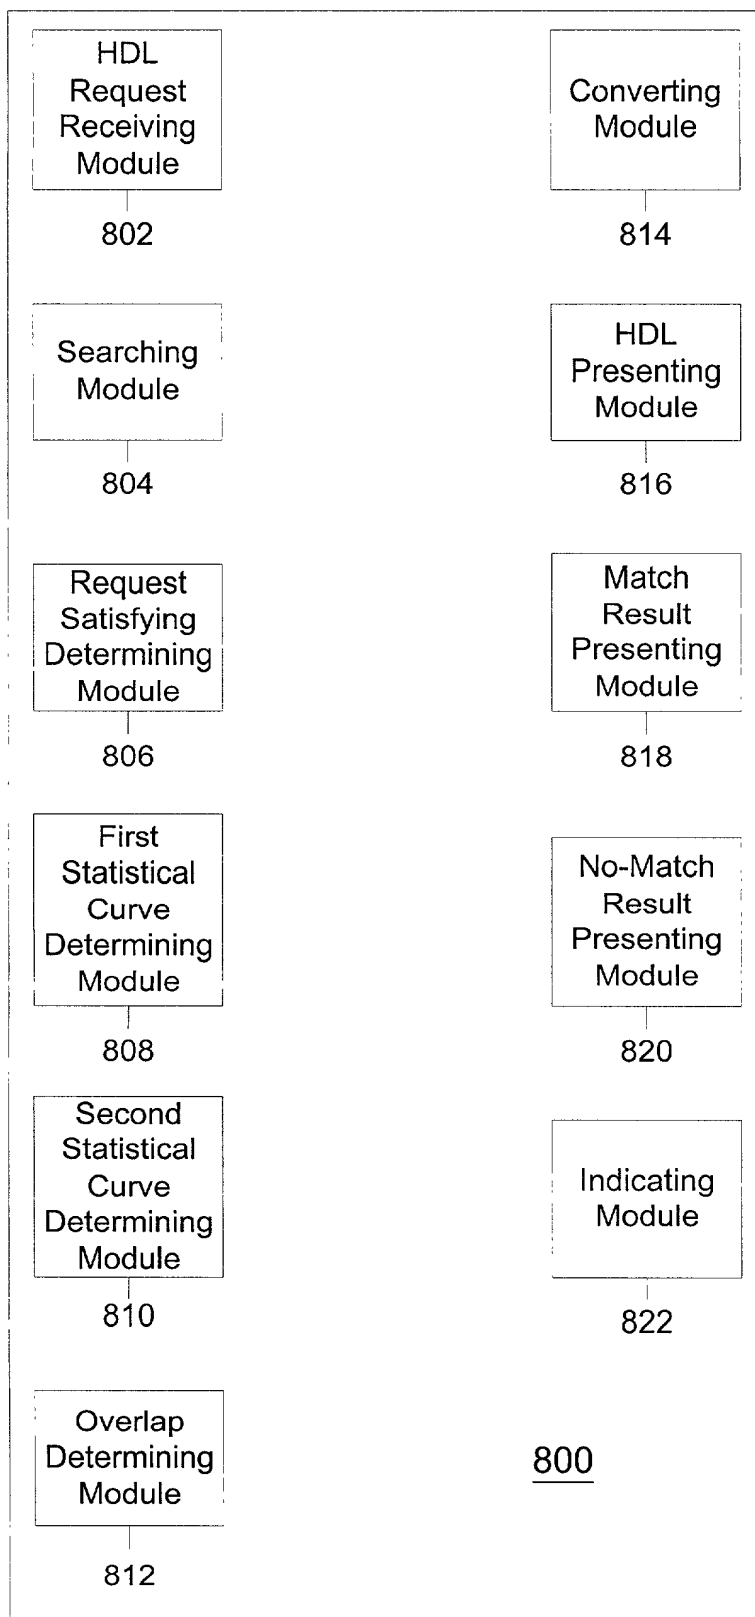 HDL
Request
Receiving
Module
802
Searching
Module
804
Request
Satisfying
Determining
Module
806
First
Statistical
Curve
Determining
Module
808
Second
Statistical
Curve
Determining
Module
810
Overlap
Determining
Module
812
Converting
Module
814
HDL
Presenting
Module
816
Match
Result
Presenting
Module
818
No-Match
Result
Presenting
Module
820
Indicating
Module
822
800